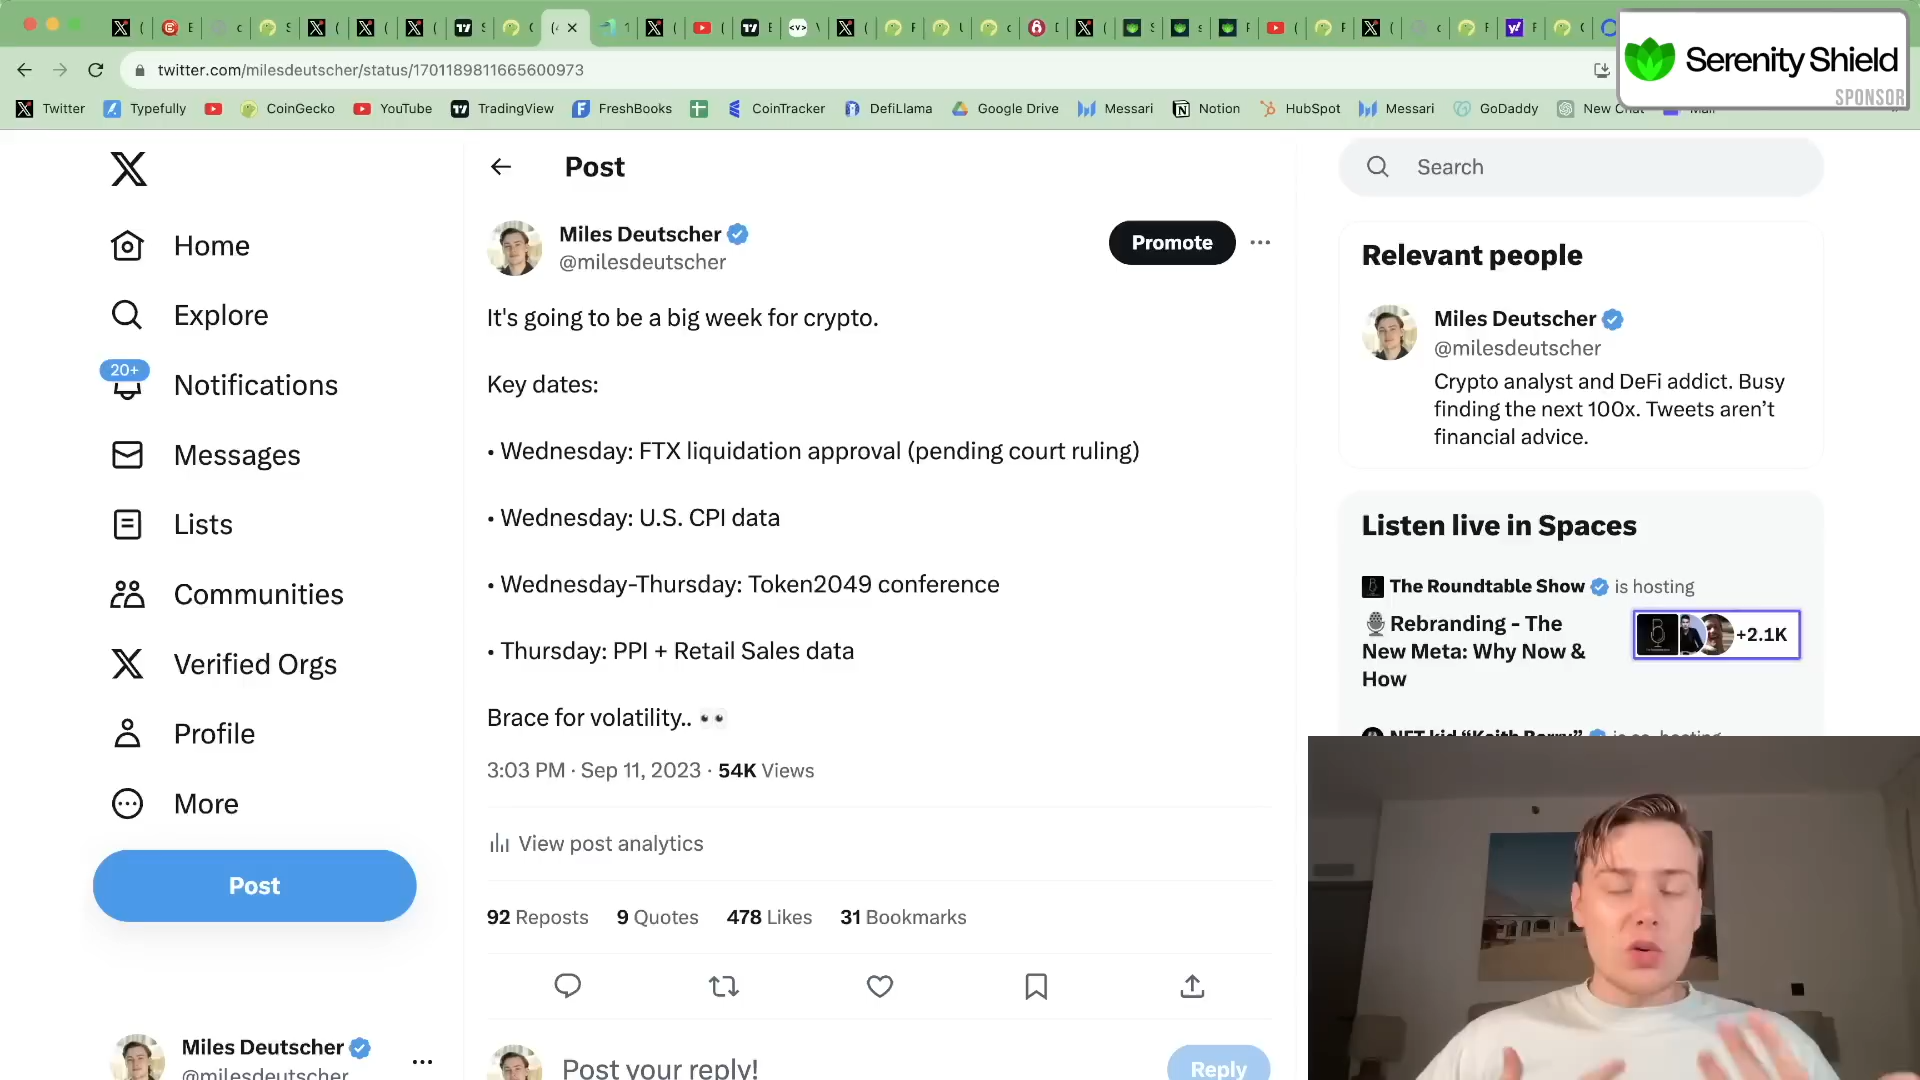 twitter.com/milesdeutscher/status/1701189811665600973
Serenity Shield
SPONSOR
Twitter Typefully CoinGecko YouTube TradingView FreshBooks CoinTracker DefiLlama Google Drive Messari Notion HubSpot Messari GoDaddy
Post
Search
Home
Explore
20+
Notifications
Messages
Lists
Communities
Verified Orgs
Profile
More
Post
Miles Deutscher
@milesdeutscher
Miles Deutscher
@milesdeutscher
Promote
It's going to be a big week for crypto.
Key dates:
• Wednesday: FTX liquidation approval (pending court ruling)
• Wednesday: U.S. CPI data
• Wednesday-Thursday: Token2049 conference
• Thursday: PPI + Retail Sales data
Brace for volatility.. 👀
3:03 PM · Sep 11, 2023 · 54K Views
View post analytics
92 Reposts 9 Quotes 478 Likes 31 Bookmarks
Post your reply!
Reply
Relevant people
Miles Deutscher
@milesdeutscher
Crypto analyst and DeFi addict. Busy
finding the next 100x. Tweets aren’t
financial advice.
Listen live in Spaces
The Roundtable Show is hosting
🎙️Rebranding - The
New Meta: Why Now &
How
+2.1K